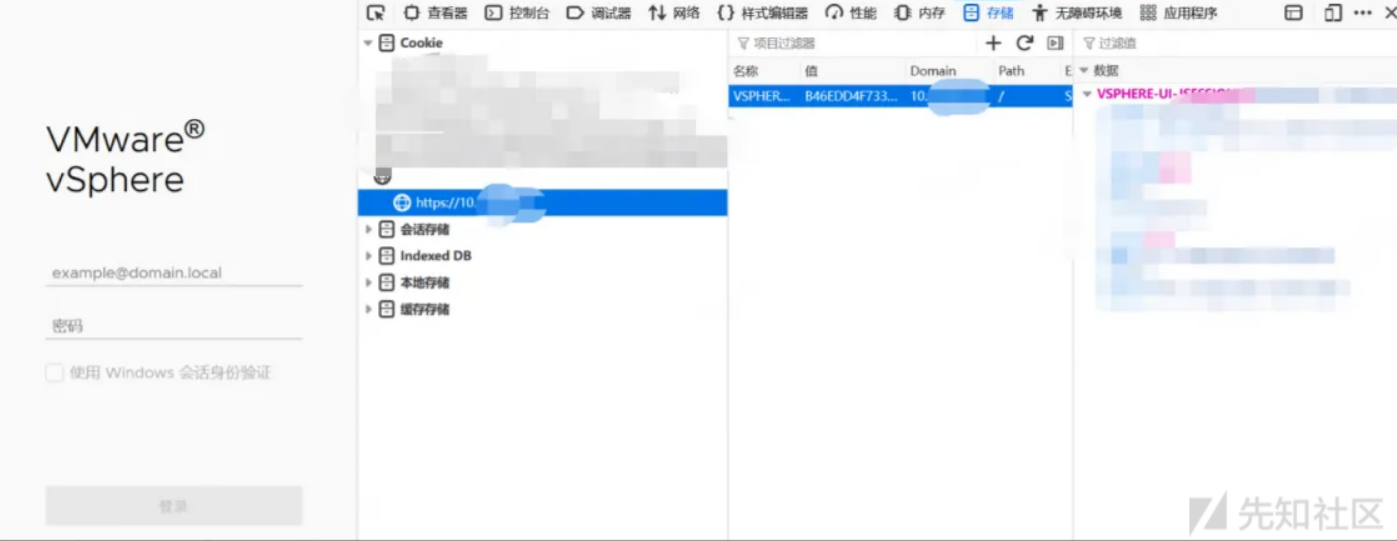 VMware®
vSphere
example@domain.local
密码
使用 Windows 会话身份验证
登录
查看器 控制台 调试器 网络 样式编辑器 性能 内存 存储 无障碍环境 应用程序
Cookie
https://10.
会话存储
Indexed DB
本地存储
缓存存储
项目过滤器
名称 值 Domain Path E
VSPHER... B46EDD4F733... 10. / S
过滤值
数据
VSPHERE-UI-JSESSION
先知社区